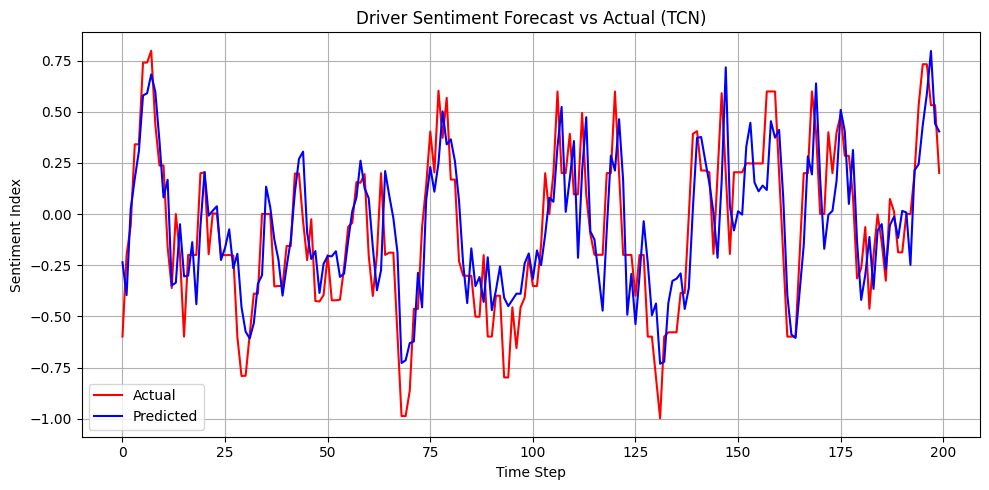 Driver Sentiment Forecast vs Actual (TCN)
Sentiment Index
0.75
0.50
0.25
0.00
−0.25
−0.50
−0.75
−1.00
Actual
Predicted
0 25 50 75 100 125 150 175 200
Time Step